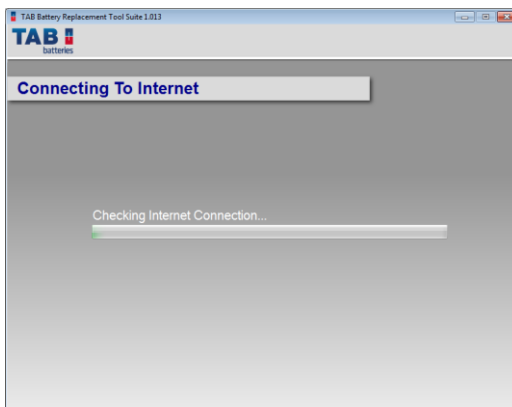 TAB Battery Replacement Tool Suite 1.013
TAB
batteries
Connecting To Internet
Checking Internet Connection...